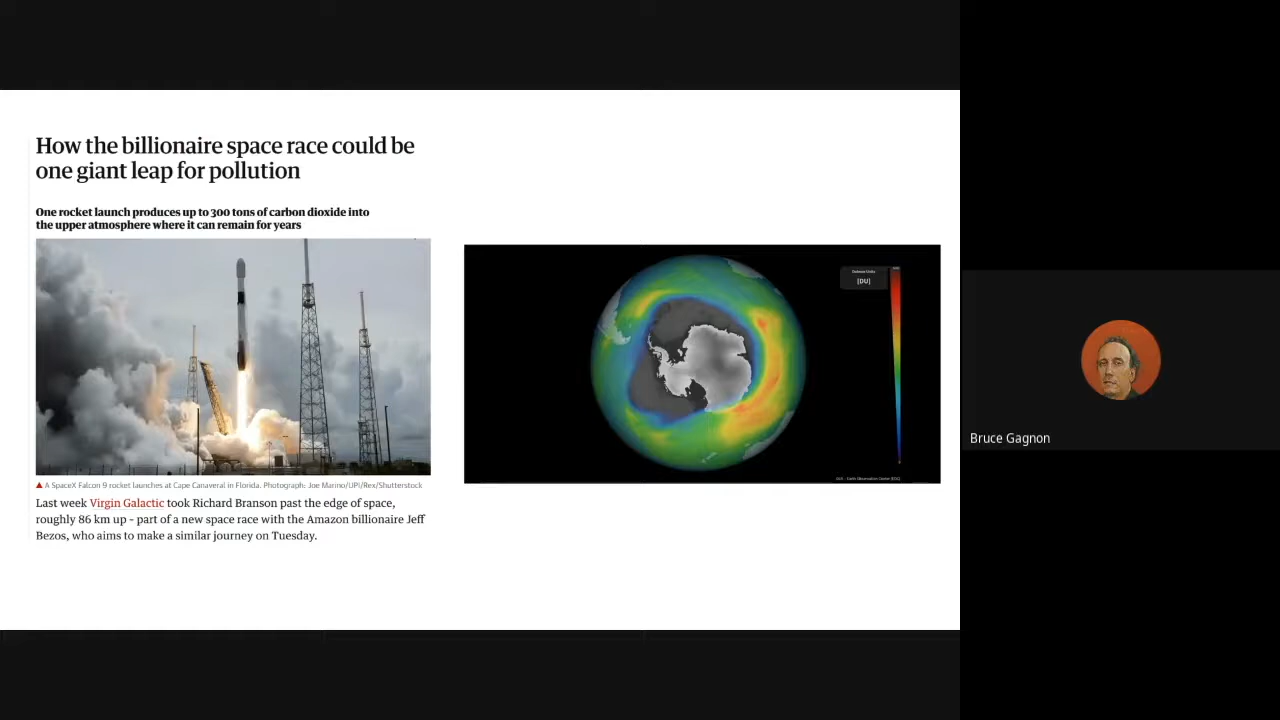 How the billionaire space race could be
one giant leap for pollution
One rocket launch produces up to 300 tons of carbon dioxide into
the upper atmosphere where it can remain for years
A SpaceX Falcon 9 rocket launches at Cape Canaveral in Florida. Photograph: Joe Marino/UPI/Rex/Shutterstock
Last week Virgin Galactic took Richard Branson past the edge of space,
roughly 86 km up - part of a new space race with the Amazon billionaire Jeff
Bezos, who aims to make a similar journey on Tuesday.
[DU]
Bruce Gagnon